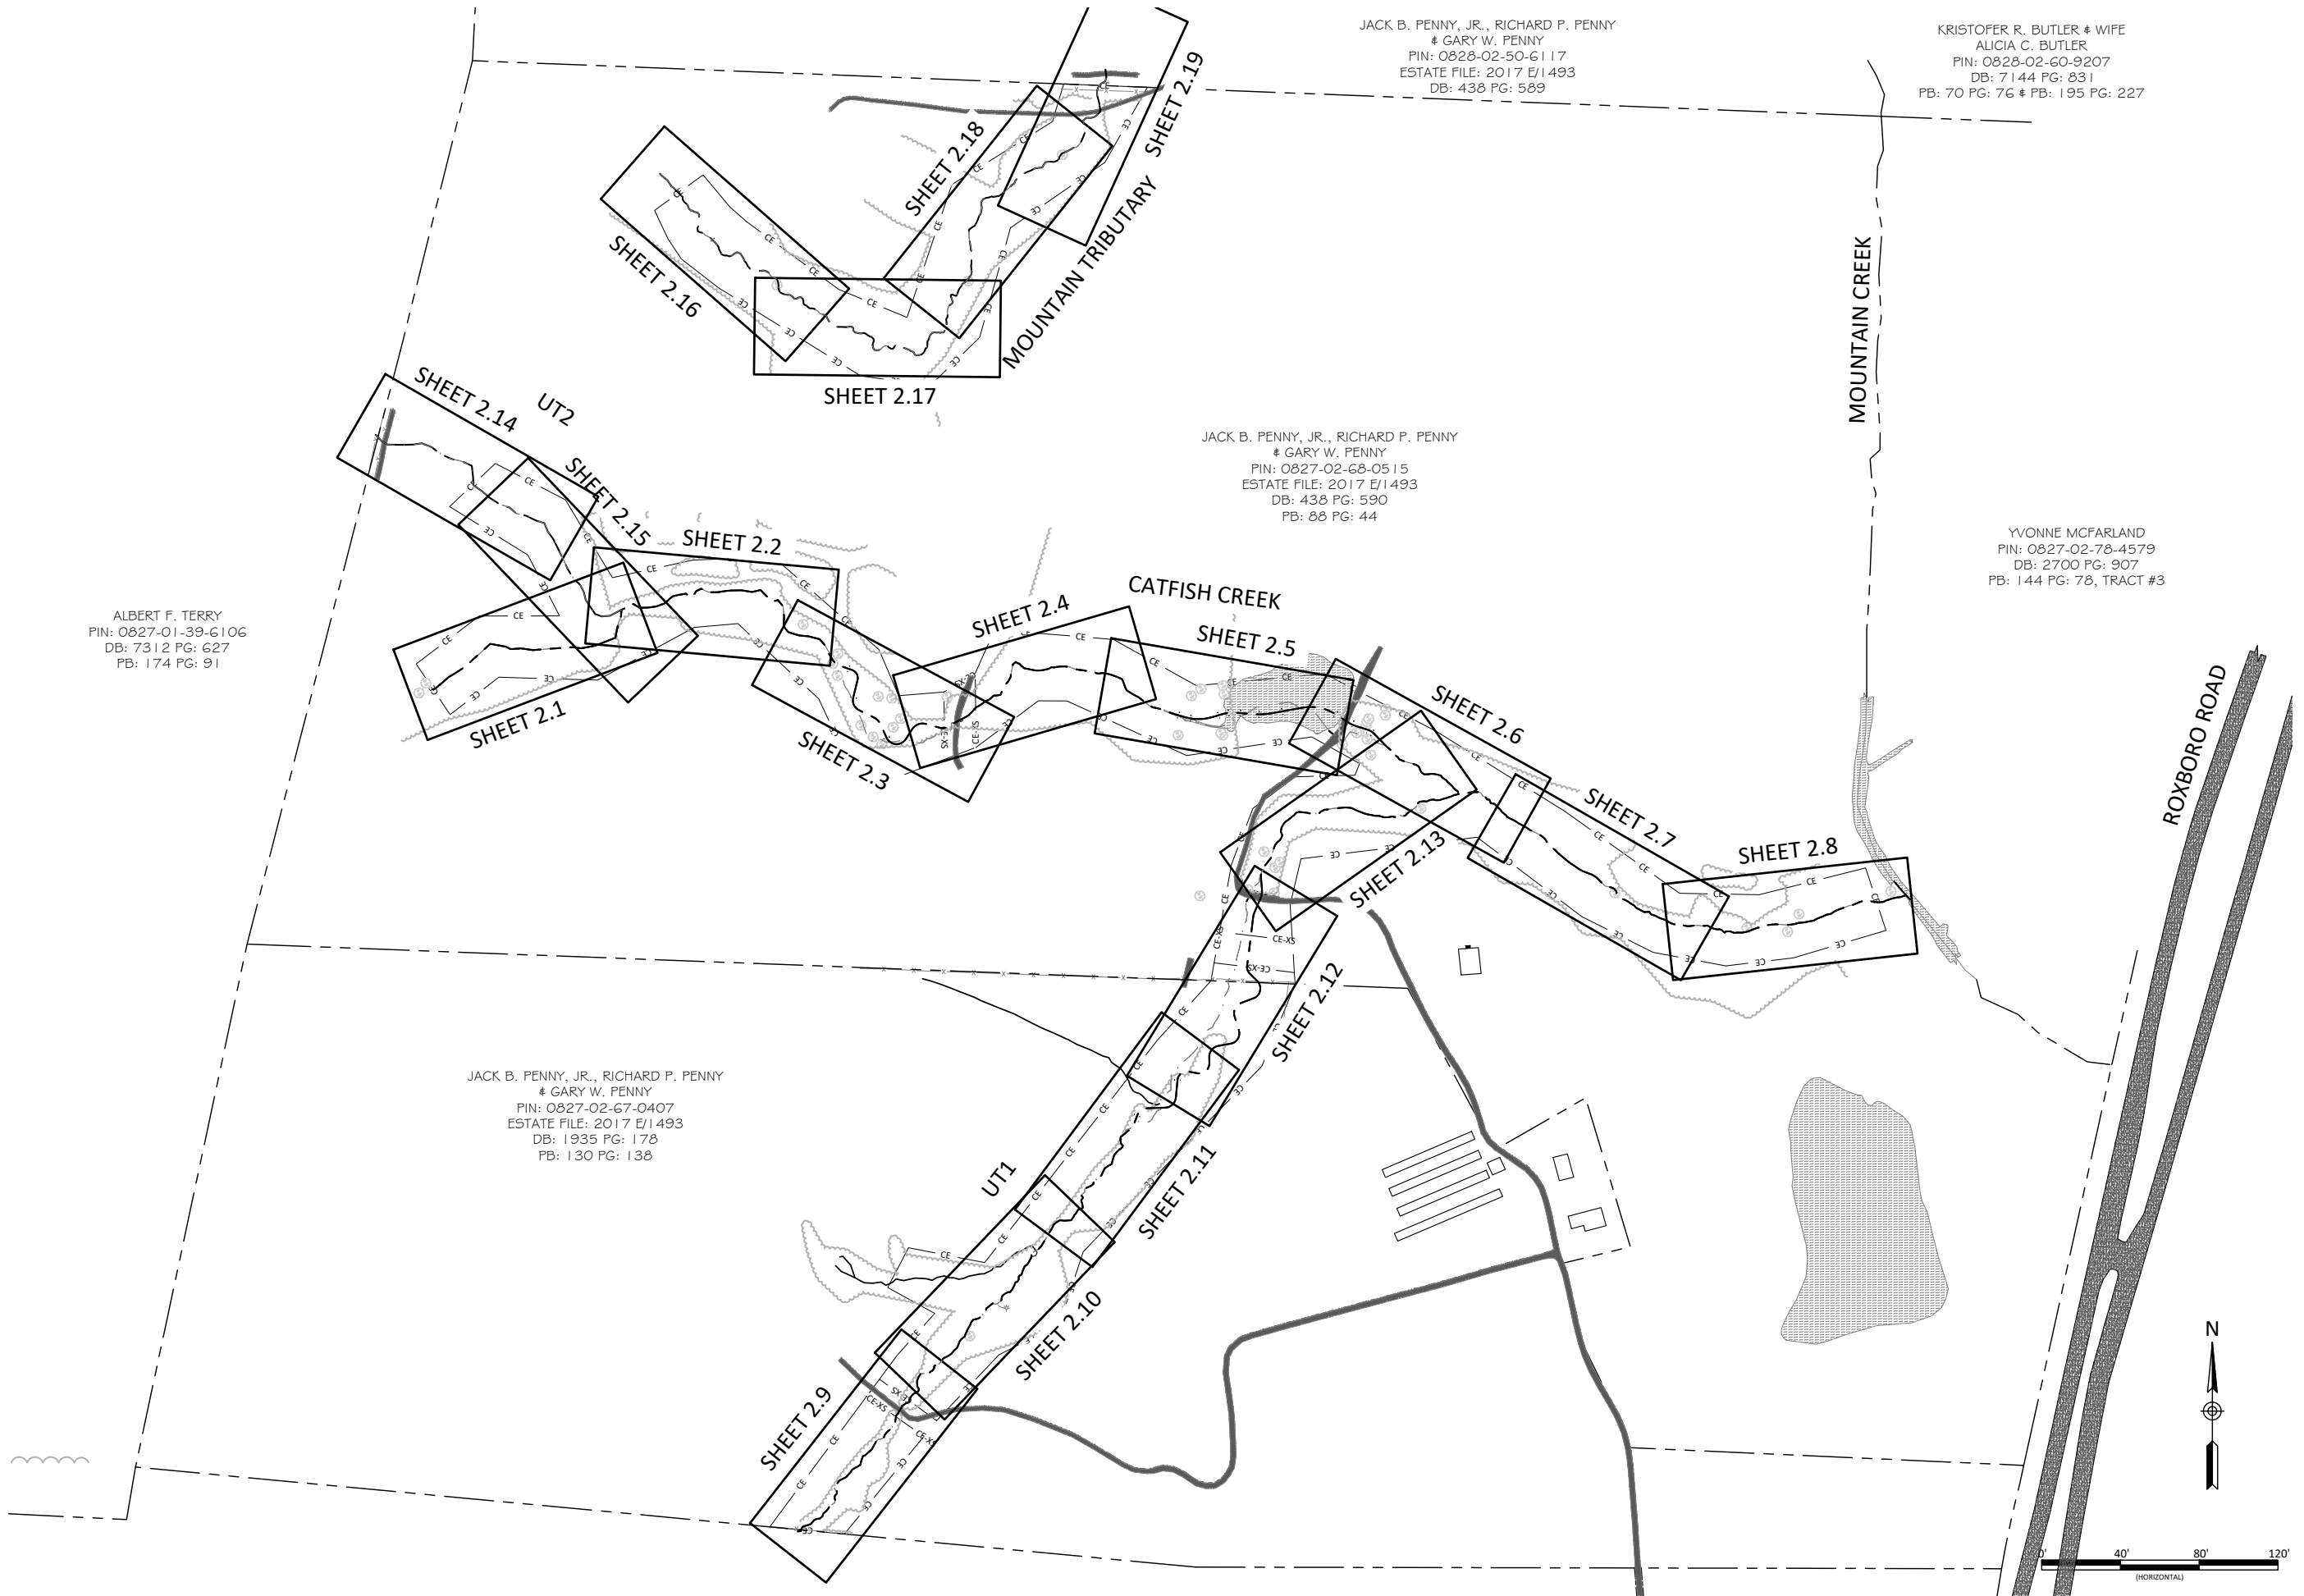 JACK B. PENNY, JR., RICHARD P. PENNY
& GARY W. PENNY
PIN: 0828-02-50-6117
ESTATE FILE: 2017 E/1493
DB: 438 PG: 589
KRISTOFER R. BUTLER & WIFE
ALICIA C. BUTLER
PIN: 0828-02-60-9207
DB: 7144 PG: 831
PB: 70 PG: 76 & PB: 195 PG: 227
SHEET 2.19
SHEET 2.18
MOUNTAIN TRIBUTARY
SHEET 2.16
SHEET 2.17
MOUNTAIN CREEK
SHEET 2.14
UT2
SHEET 2.15
JACK B. PENNY, JR., RICHARD P. PENNY
& GARY W. PENNY
PIN: 0827-02-68-0515
ESTATE FILE: 2017 E/1493
DB: 438 PG: 590
PB: 88 PG: 44
YVONNE MCFARLAND
PIN: 0827-02-78-4579
DB: 2700 PG: 907
PB: 144 PG: 78, TRACT #3
ALBERT F. TERRY
PIN: 0827-01-39-6106
DB: 7312 PG: 627
PB: 174 PG: 91
SHEET 2.2
CATFISH CREEK
SHEET 2.4
SHEET 2.5
SHEET 2.1
SHEET 2.3
SHEET 2.6
SHEET 2.7
SHEET 2.8
SHEET 2.13
ROXBORO ROAD
SHEET 2.12
JACK B. PENNY, JR., RICHARD P. PENNY
& GARY W. PENNY
PIN: 0827-02-67-0407
ESTATE FILE: 2017 E/1493
DB: 1935 PG: 178
PB: 130 PG: 138
UT1
SHEET 2.11
SHEET 2.10
SHEET 2.9
CE
CE-XS
N
0' 40' 80' 120'
(HORIZONTAL)